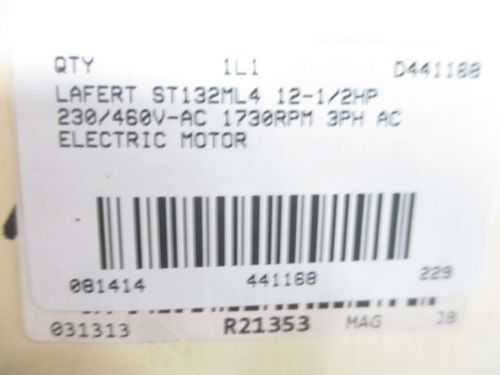 QTY 1L1 D441168
LAFERT ST132ML4 12-1/2HP
230/460V-AC 1730RPM 3PH AC
ELECTRIC MOTOR
081414 441168 229
031313 R21353 MAG JB